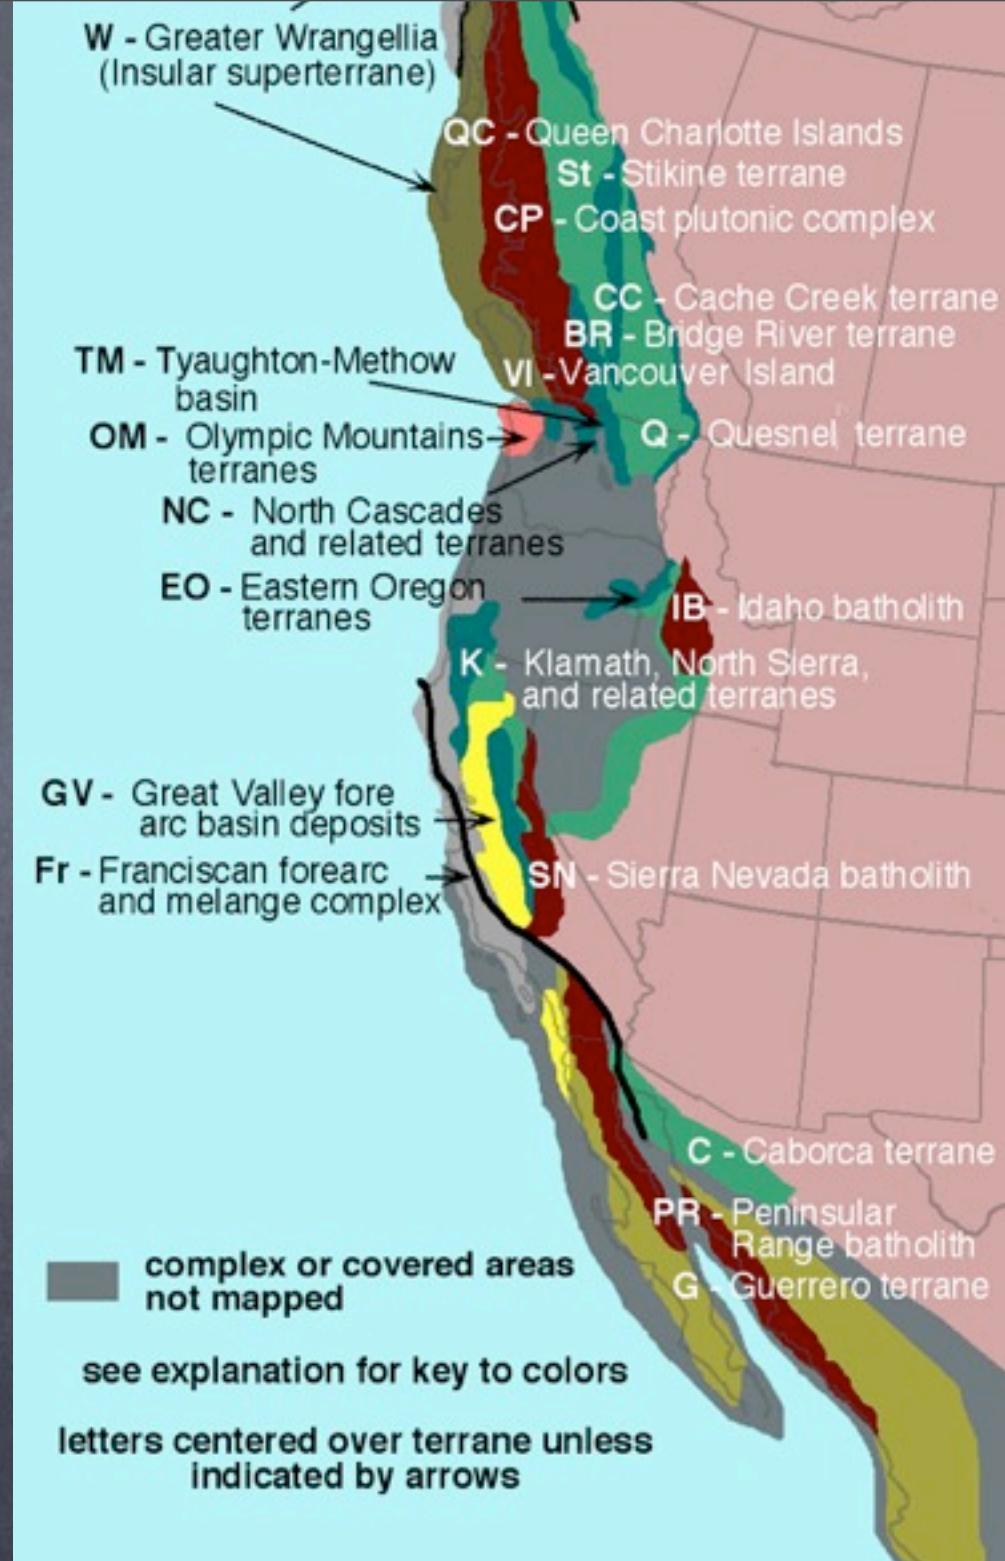 W - Greater Wrangellia
(Insular superterrane)
QC - Queen Charlotte Islands
St - Stikine terrane
CP - Coast plutonic complex
CC - Cache Creek terrane
BR - Bridge River terrane
VI - Vancouver Island
TM - Tyaughton-Methow
basin
OM - Olympic Mountains
terranes
Q - Quesnel terrane
NC - North Cascades
and related terranes
EO - Eastern Oregon
terranes
IB - Idaho batholith
K - Klamath, North Sierra,
and related terranes
GV - Great Valley fore
arc basin deposits
Fr - Franciscan forearc
and melange complex
SN - Sierra Nevada batholith
C - Caborca terrane
PR - Peninsular
Range batholith
G - Guerrero terrane
complex or covered areas
not mapped
see explanation for key to colors
letters centered over terrane unless
indicated by arrows